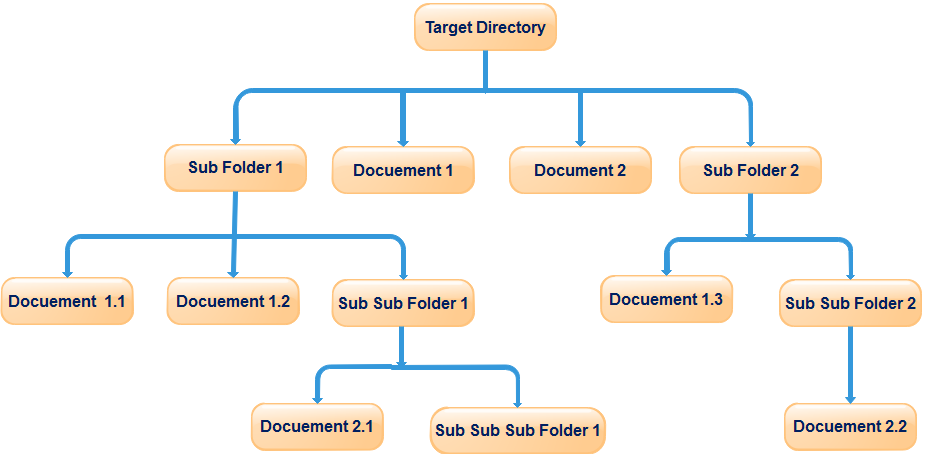 Target Directory
Sub Folder 1
Docuement 1
Document 2
Sub Folder 2
Docuement 1.1
Docuement 1.2
Sub Sub Folder 1
Docuement 1.3
Sub Sub Folder 2
Docuement 2.1
Sub Sub Sub Folder 1
Docuement 2.2